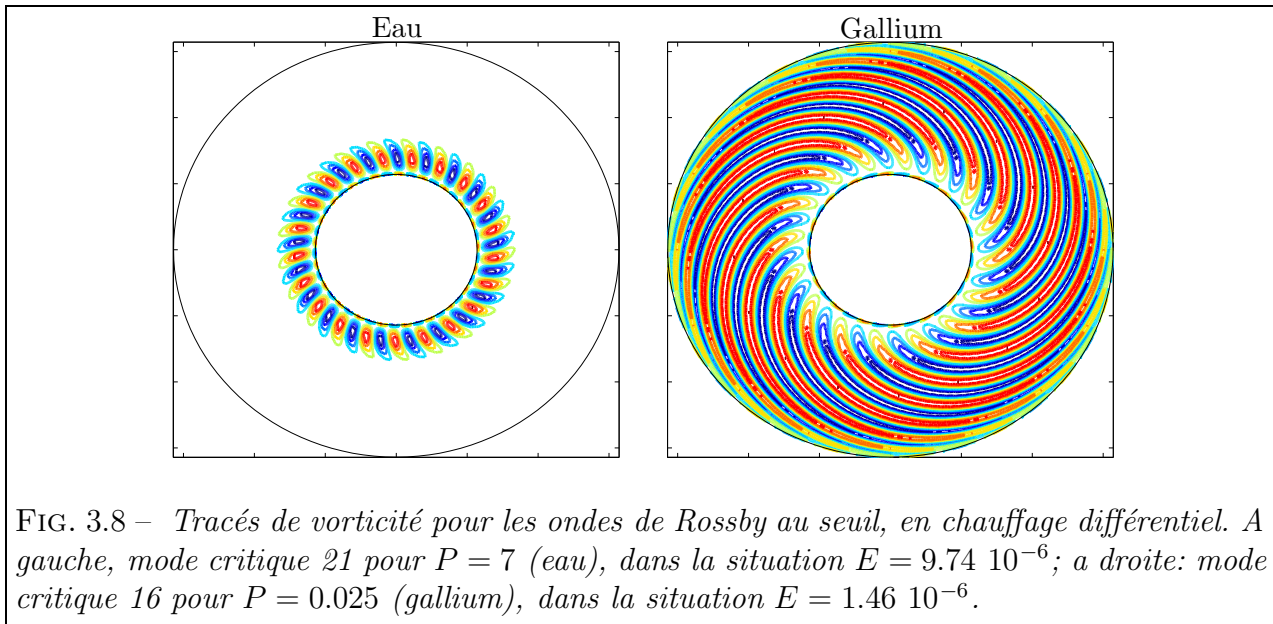 Eau
Gallium
FIG. 3.8 – Tracés de vorticité pour les ondes de Rossby au seuil, en chauffage différentiel. A
gauche, mode critique 21 pour P = 7 (eau), dans la situation E = 9.74 10⁻⁶; a droite: mode
critique 16 pour P = 0.025 (gallium), dans la situation E = 1.46 10⁻⁶.